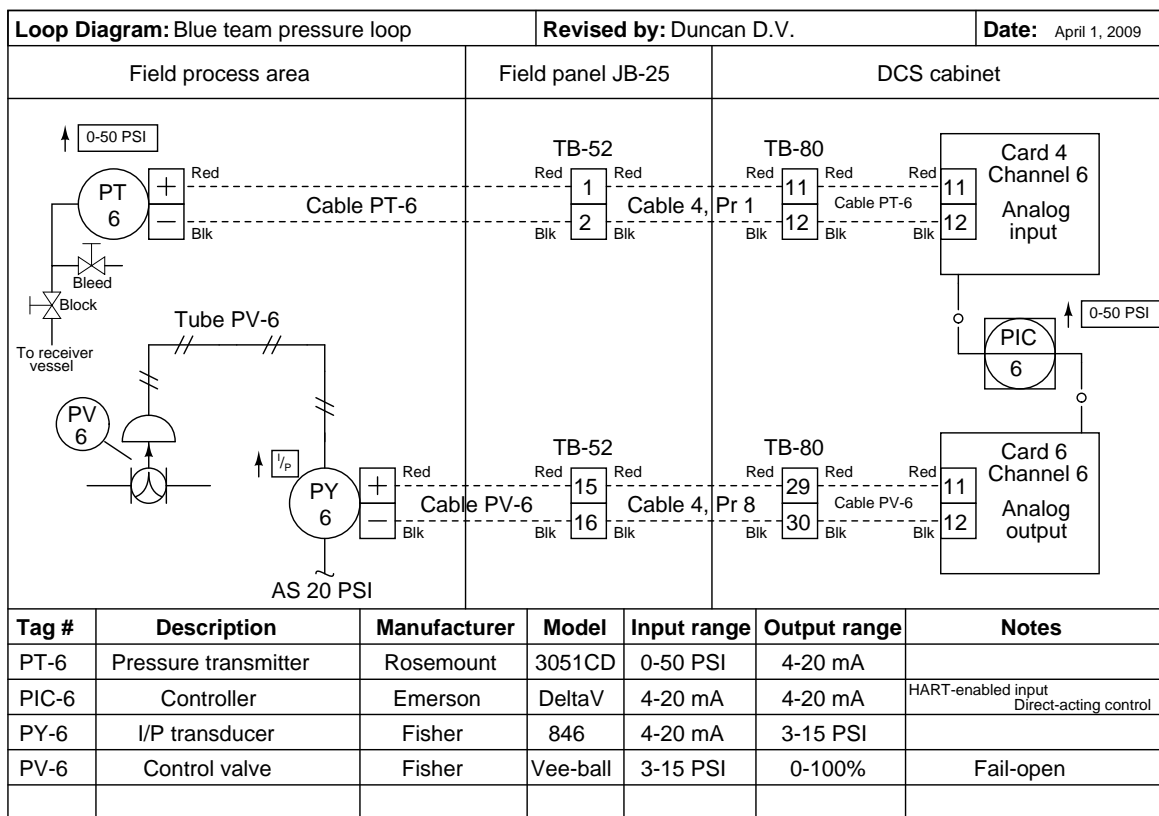 Loop Diagram: Blue team pressure loop Revised by: Duncan D.V. Date: April 1, 2009
Field process area Field panel JB-25 DCS cabinet
0-50 PSI
PT
6
+
−
Red
Blk
Cable PT-6
TB-52
Red 1 Red
Blk 2 Blk
Cable 4, Pr 1
TB-80
Red 11 Red
Blk 12 Blk
Cable PT-6
Red 11
Blk 12
Card 4
Channel 6
Analog
input
Bleed
Block
To receiver
vessel
Tube PV-6
PV
6
PIC
6
0-50 PSI
I/P
PY
6
+
−
Red
Blk
Cable PV-6
AS 20 PSI
TB-52
Red 15 Red
Blk 16 Blk
Cable 4, Pr 8
TB-80
Red 29 Red
Blk 30 Blk
Cable PV-6
Red 11
Blk 12
Card 6
Channel 6
Analog
output
Tag # Description Manufacturer Model Input range Output range Notes
PT-6 Pressure transmitter Rosemount 3051CD 0-50 PSI 4-20 mA
PIC-6 Controller Emerson DeltaV 4-20 mA 4-20 mA HART-enabled input
Direct-acting control
PY-6 I/P transducer Fisher 846 4-20 mA 3-15 PSI
PV-6 Control valve Fisher Vee-ball 3-15 PSI 0-100% Fail-open